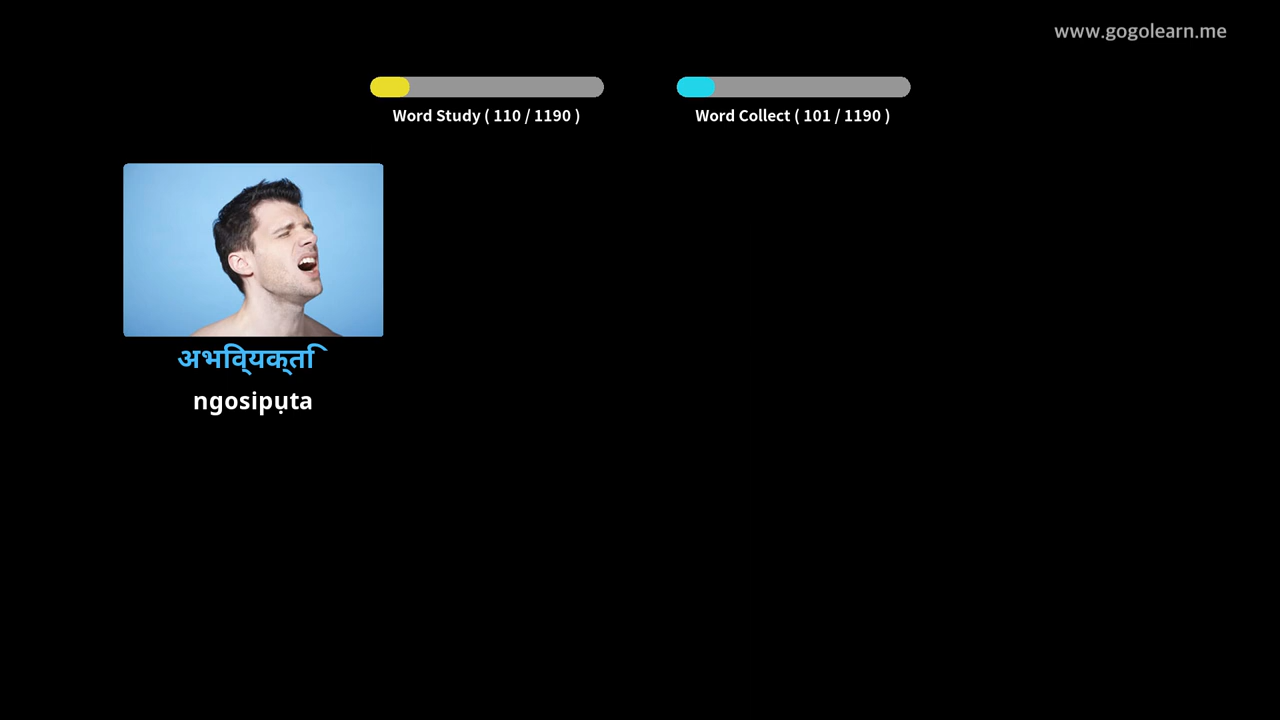 www.gogolearn.me
Word Study ( 110 / 1190 )
Word Collect ( 101 / 1190 )
अभिव्यक्ति
ngosipụta